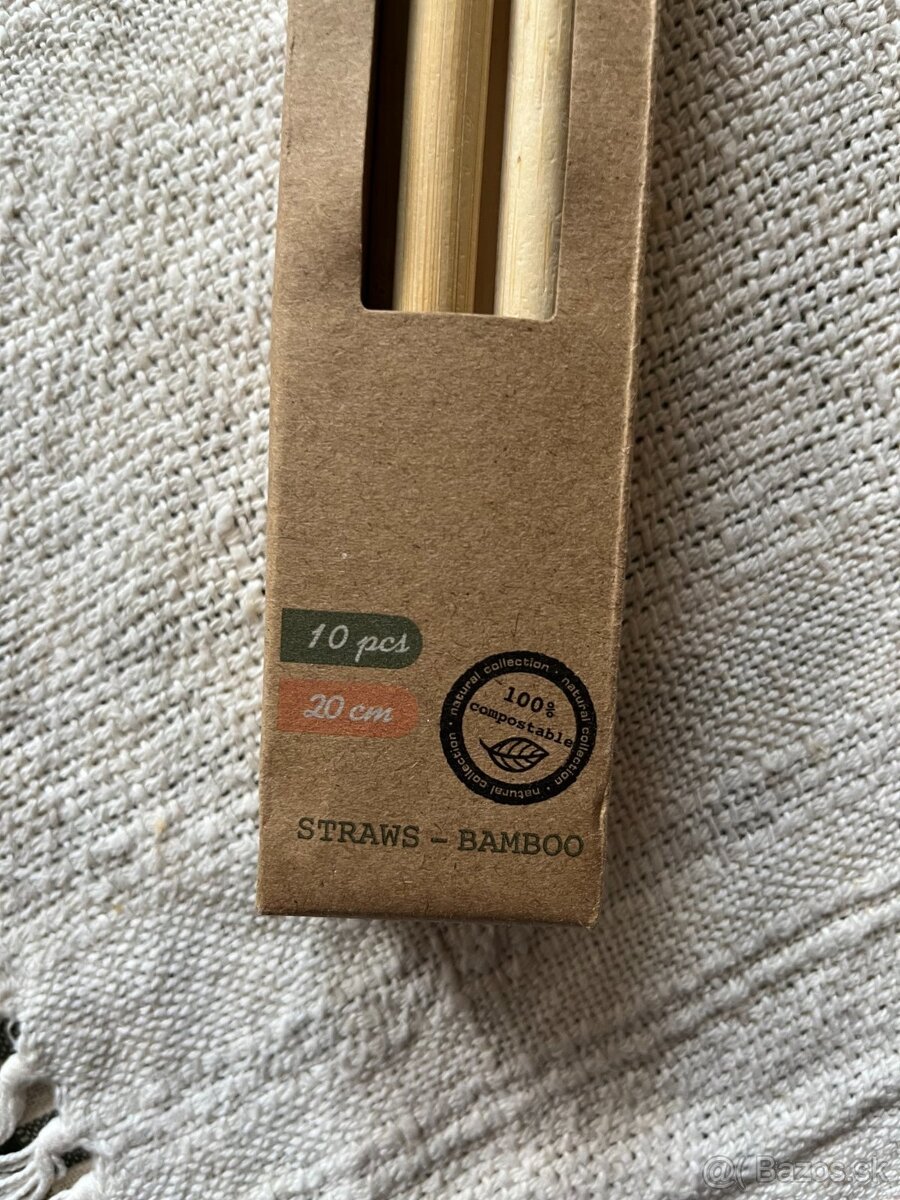 10 pcs
20 cm
natural collection · natural collection · natural collection ·
100%
compostable
STRAWS – BAMBOO
@( Bazos.sk